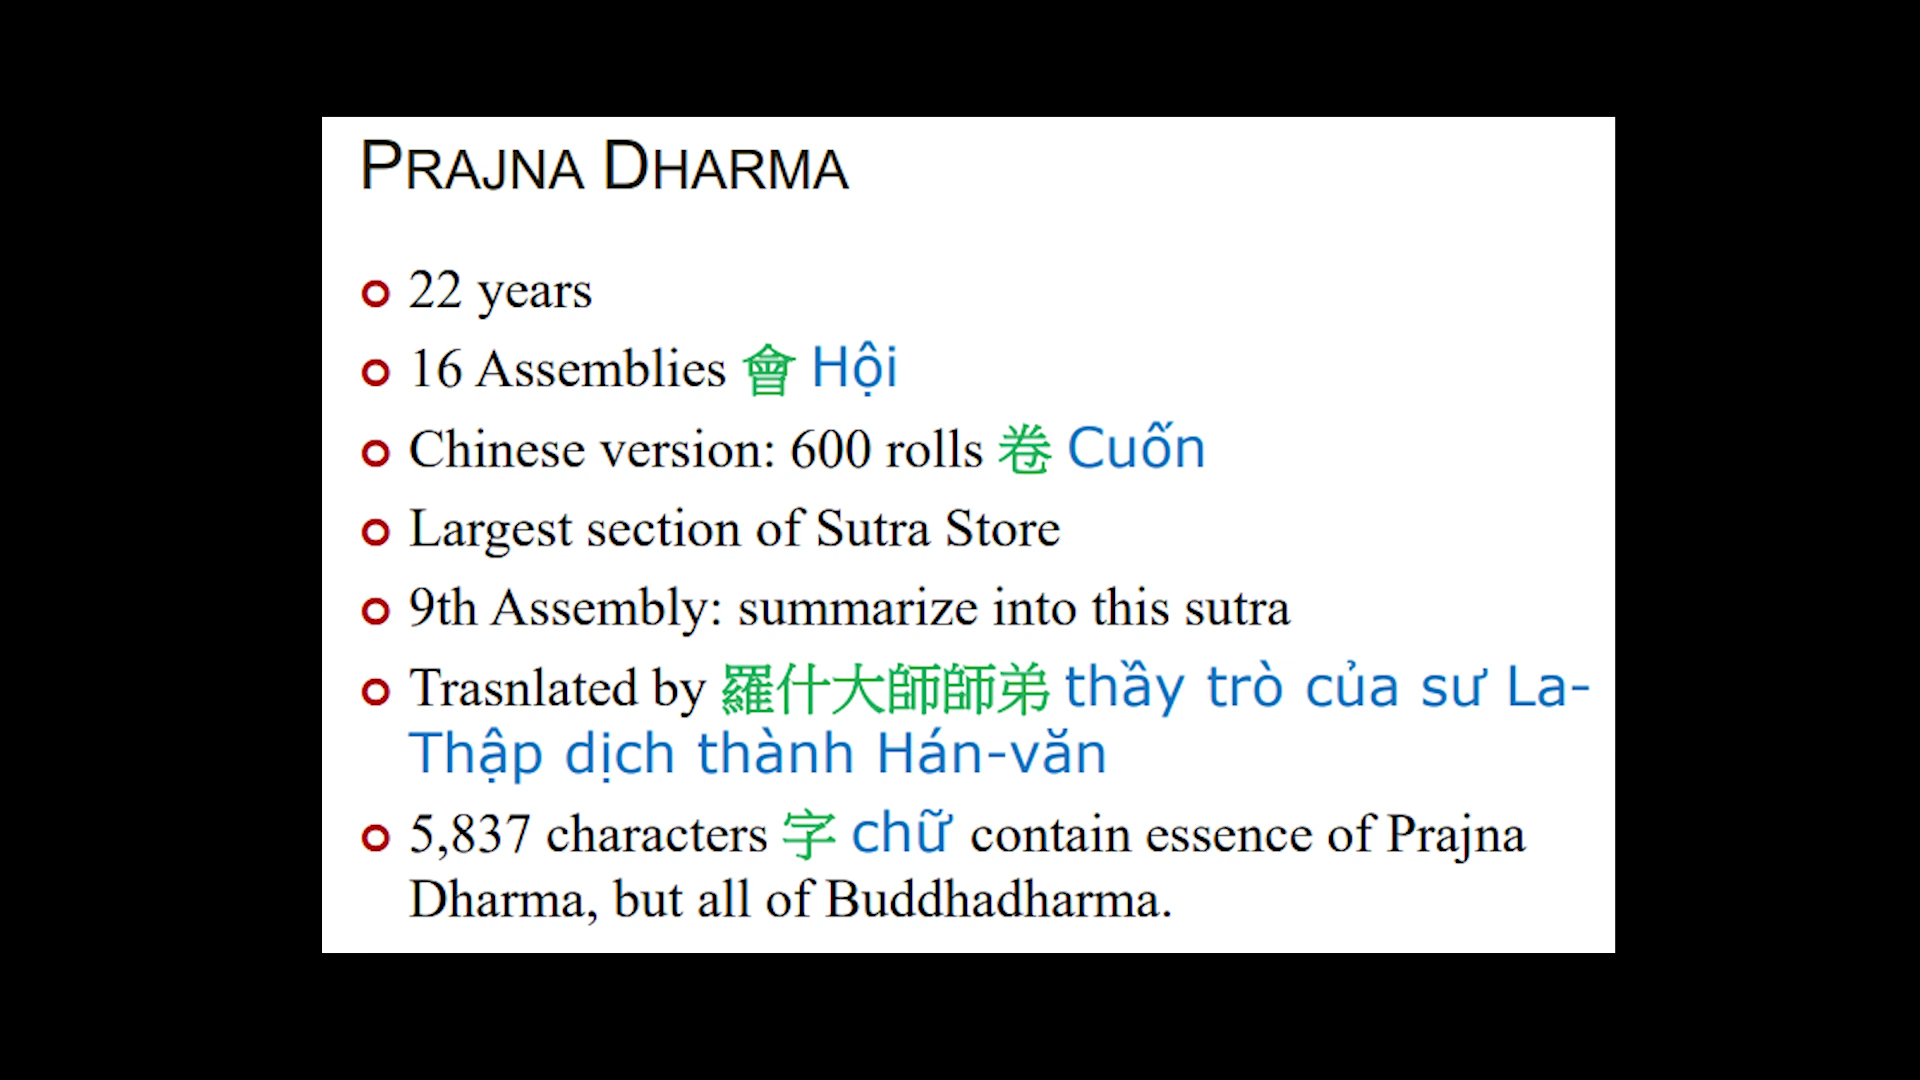 PRAJNA DHARMA
22 years
16 Assemblies 會 Hội
Chinese version: 600 rolls 卷 Cuốn
Largest section of Sutra Store
9th Assembly: summarize into this sutra
Trasnlated by 羅什大師師弟 thầy trò của sư La-
Thập dịch thành Hán-văn
5,837 characters 字 chữ contain essence of Prajna
Dharma, but all of Buddhadharma.